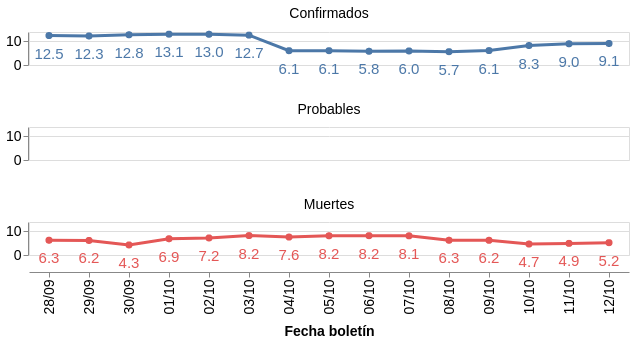 Confirmados
10
0
12.5 12.3 12.8 13.1 13.0 12.7 6.1 6.1 5.8 6.0 5.7 6.1 8.3 9.0 9.1
Probables
10
0
Muertes
10
0
6.3 6.2 4.3 6.9 7.2 8.2 7.6 8.2 8.2 8.1 6.3 6.2 4.7 4.9 5.2
28/09 29/09 30/09 01/10 02/10 03/10 04/10 05/10 06/10 07/10 08/10 09/10 10/10 11/10 12/10
Fecha boletín